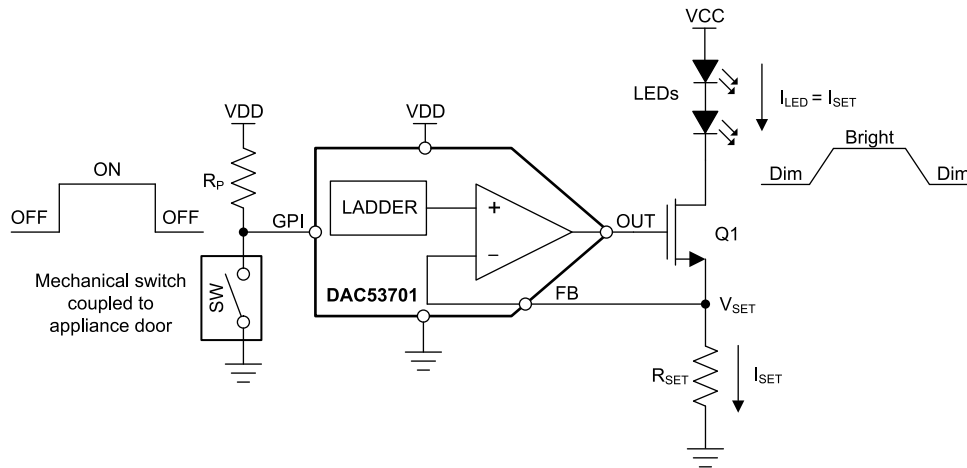 VCC
LEDs
I_LED = I_SET
Bright
Dim
Dim
VDD
VDD
ON
OFF
OFF
R_P
GPI
LADDER
+
−
OUT
Q1
DAC53701
FB
V_SET
Mechanical switch
coupled to
appliance door
SW
R_SET
I_SET